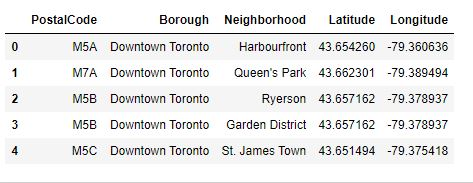 PostalCode Borough Neighborhood Latitude Longitude
0 M5A Downtown Toronto Harbourfront 43.654260 -79.360636
1 M7A Downtown Toronto Queen's Park 43.662301 -79.389494
2 M5B Downtown Toronto Ryerson 43.657162 -79.378937
3 M5B Downtown Toronto Garden District 43.657162 -79.378937
4 M5C Downtown Toronto St. James Town 43.651494 -79.375418